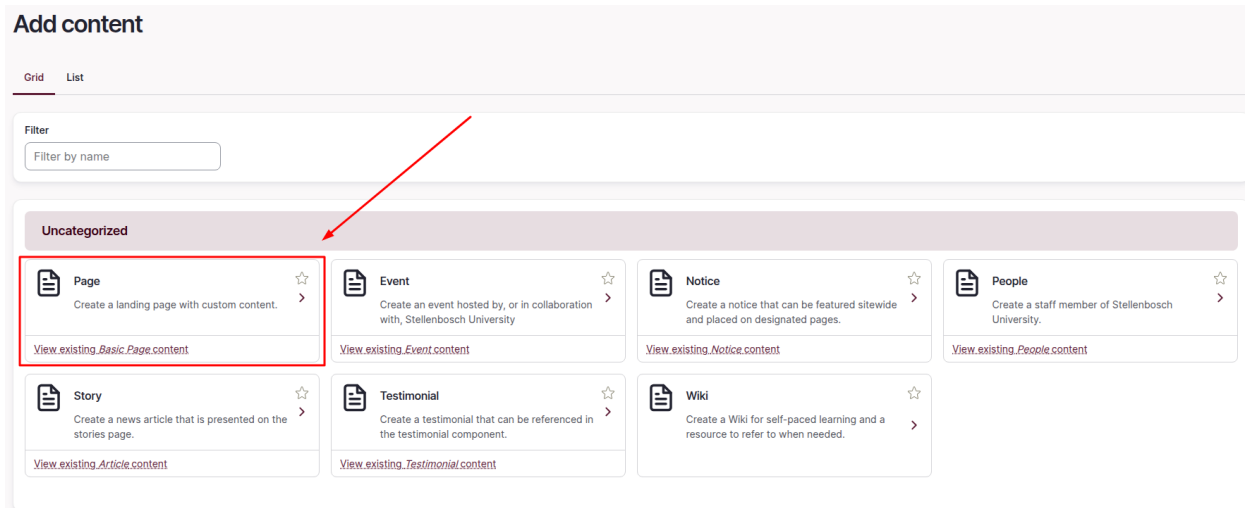 Add content
Grid List
Filter
Filter by name
Uncategorized
Page
Create a landing page with custom content.
View existing Basic Page content
Event
Create an event hosted by, or in collaboration
with, Stellenbosch University
View existing Event content
Notice
Create a notice that can be featured sitewide
and placed on designated pages.
View existing Notice content
People
Create a staff member of Stellenbosch
University.
View existing People content
Story
Create a news article that is presented on the
stories page.
View existing Article content
Testimonial
Create a testimonial that can be referenced in
the testimonial component.
View existing Testimonial content
Wiki
Create a Wiki for self-paced learning and a
resource to refer to when needed.